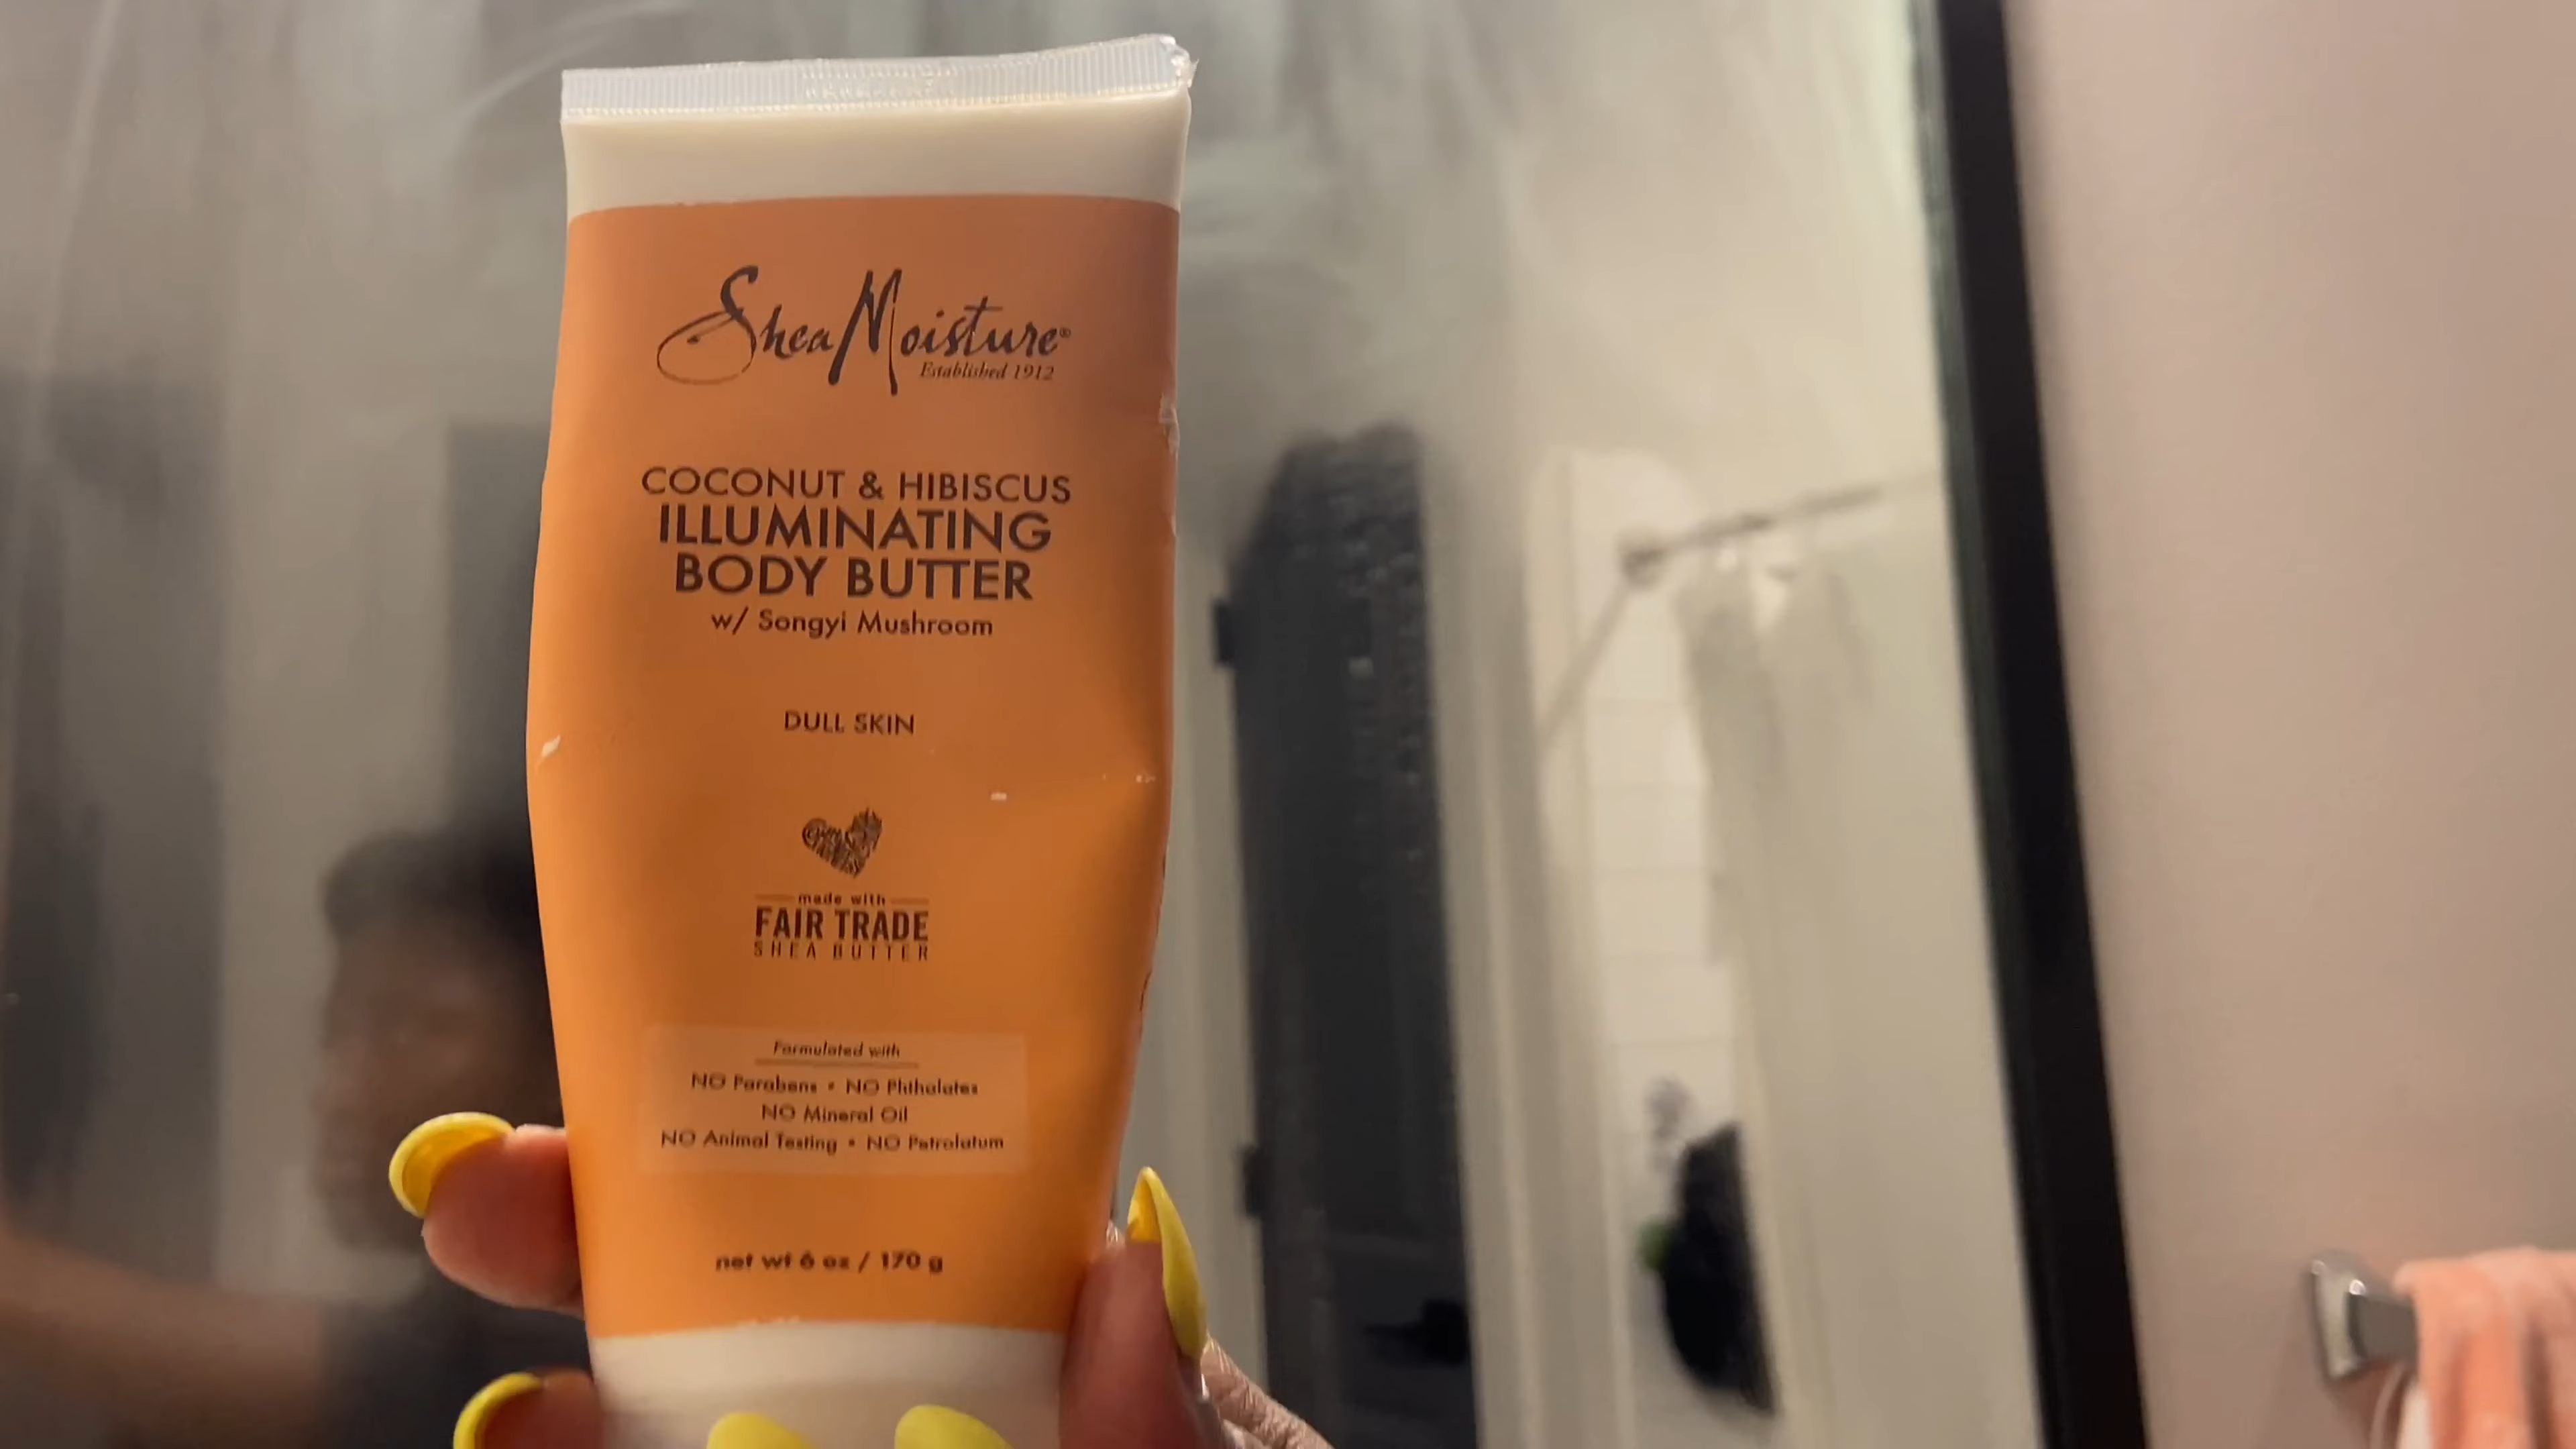 SheaMoisture®
Established 1912
COCONUT & HIBISCUS
ILLUMINATING
BODY BUTTER
w/ Songyi Mushroom
DULL SKIN
made with
FAIR TRADE
SHEA BUTTER
Formulated with
NO Parabens • NO Phthalates
NO Mineral Oil
NO Animal Testing • NO Petrolatum
net wt 6 oz / 170 g